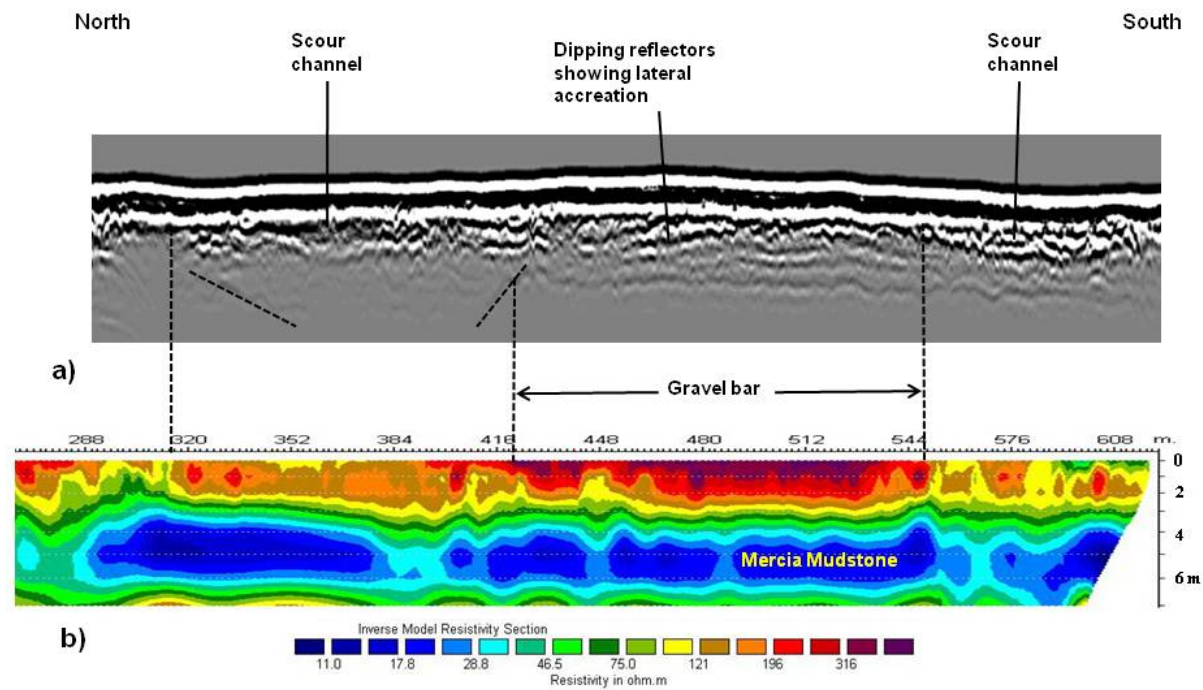 North
South
Scour
channel
Dipping reflectors
showing lateral
accreation
Scour
channel
a)
Gravel bar
288 320 352 384 416 448 480 512 544 576 608 m.
0
2
4
Mercia Mudstone
6 m
b)
Inverse Model Resistivity Section
11.0 17.8 28.8 46.5 75.0 121 196 316
Resistivity in ohm.m